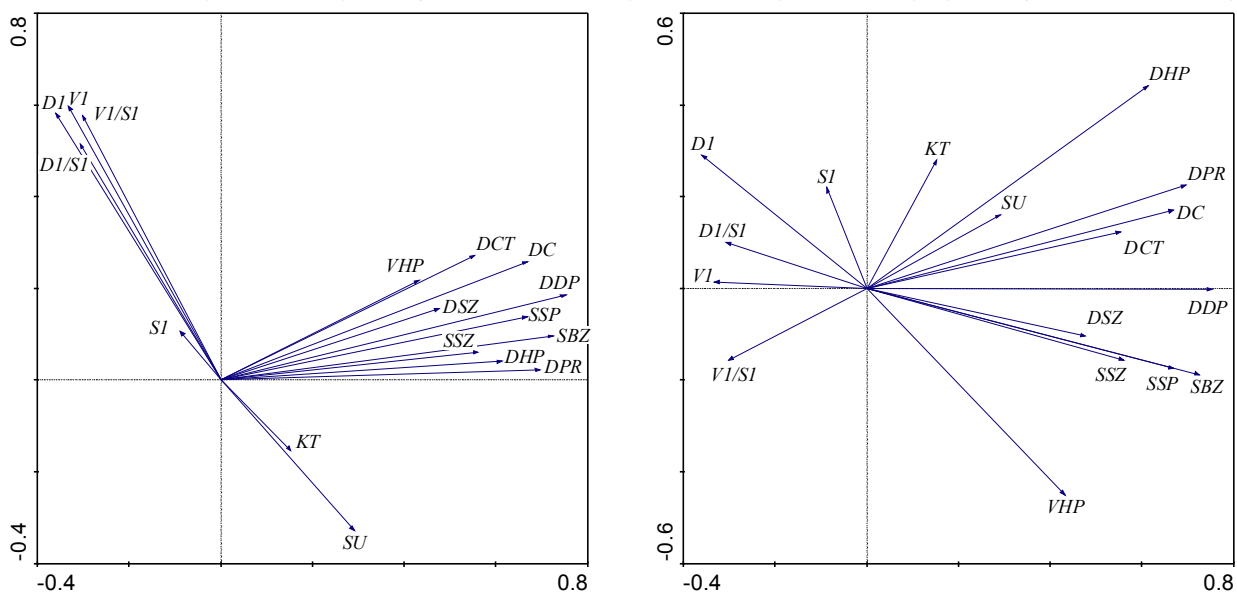 0.8
D1 V1 V1/S1
D1/S1
S1
VHP
DCT
DC
DDP
DSZ
SSP
SBZ
SSZ
DHP
DPR
KT
SU
-0.4
-0.4
0.8
0.6
DHP
D1
KT
S1
DPR
SU
DC
D1/S1
DCT
V1
DDP
DSZ
V1/S1
SSZ
SSP
SBZ
VHP
-0.6
-0.4
0.8